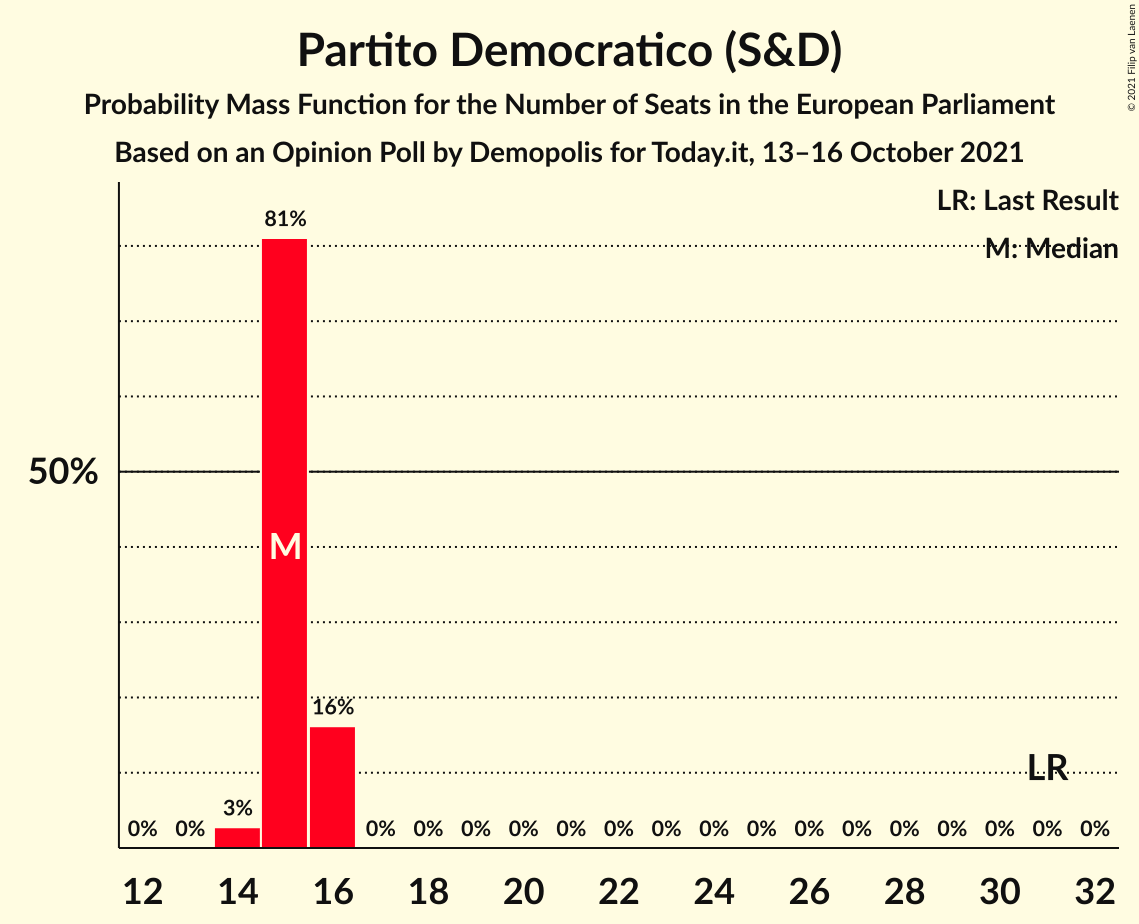 Partito Democratico (S&D)
Probability Mass Function for the Number of Seats in the European Parliament
Based on an Opinion Poll by Demopolis for Today.it, 13–16 October 2021
© 2021 Filip van Laenen
LR: Last Result
M: Median
81%
50%
M
16%
LR
3%
0% 0% 0% 0% 0% 0% 0% 0% 0% 0% 0% 0% 0% 0% 0% 0% 0% 0%
12 14 16 18 20 22 24 26 28 30 32